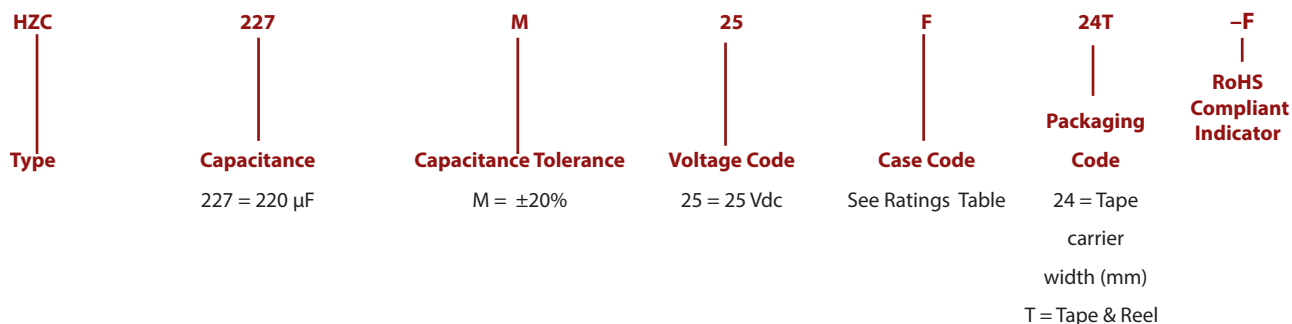 HZC 227 M 25 F 24T –F
RoHS
Compliant
Indicator
Packaging
Type Capacitance Capacitance Tolerance Voltage Code Case Code Code
227 = 220 µF M = ±20% 25 = 25 Vdc See Ratings Table 24 = Tape
carrier
width (mm)
T = Tape & Reel